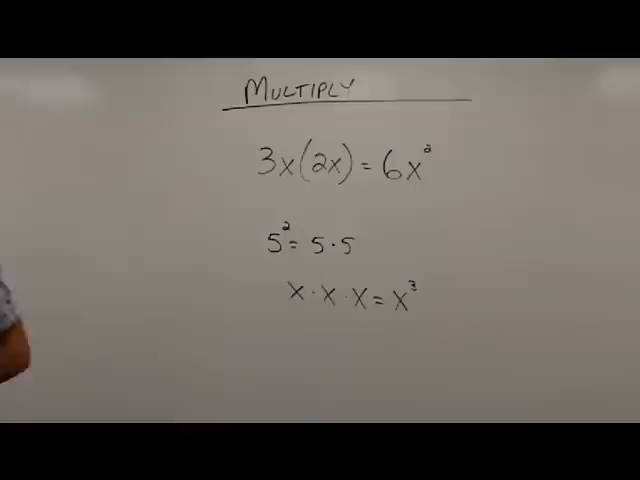 MULTIPLY
3x(2x) = 6x²
5² = 5·5
x·x·x = x³